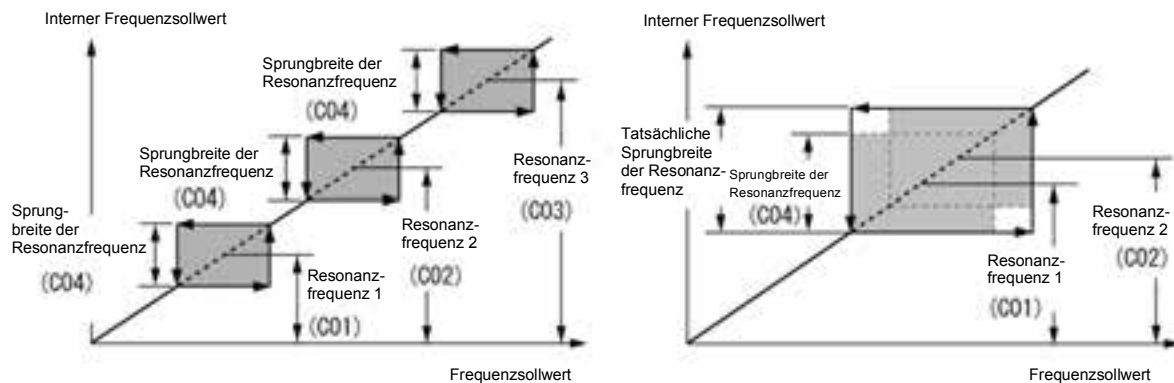 Interner Frequenzsollwert
Sprungbreite der
Resonanzfrequenz
(C04)
Sprungbreite der
Resonanzfrequenz
(C04)
Sprung-
breite der
Resonanzfrequenz
(C04)
Resonanz-
frequenz 1
(C01)
Resonanz-
frequenz 2
(C02)
Resonanz-
frequenz 3
(C03)
Frequenzsollwert
Interner Frequenzsollwert
Tatsächliche
Sprungbreite
der Resonanz-
frequenz
Sprungbreite der
Resonanzfrequenz
(C04)
Resonanz-
frequenz 1
(C01)
Resonanz-
frequenz 2
(C02)
Frequenzsollwert